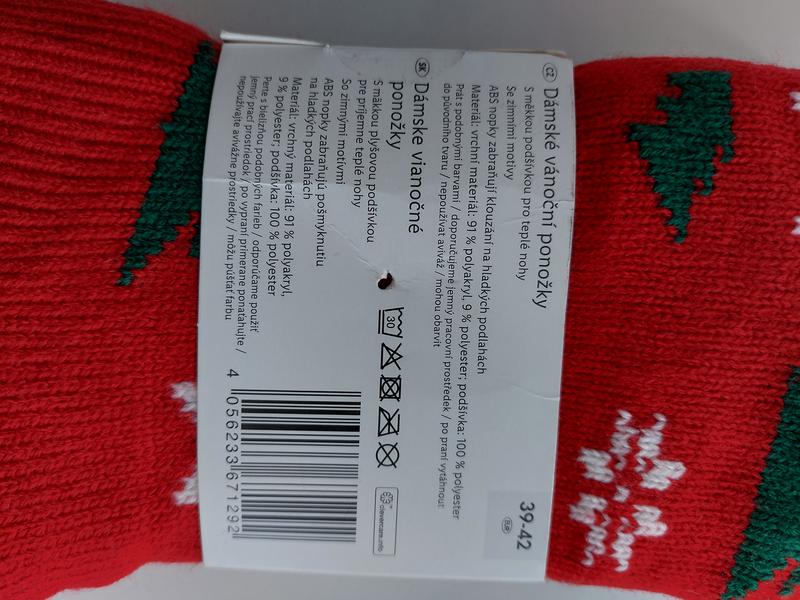 CZ Dámské vánoční ponožky
S měkkou podšívkou pro teplé nohy
Se zimními motivy
ABS nopky zabraňují klouzání na hladkých podlahách
Materiál: vrchní materiál: 91 % polyakryl, 9 % polyester; podšívka: 100 % polyester
Prát s podobnými barvami / doporučujeme jemný pracovní prostředek / po praní vytáhnout
do původního tvaru / nepoužívat aviváž / mohou obarvit
39-42
EUR
SK Dámske vianočné
ponožky
S mäkkou plyšovou podšívkou
pre príjemne teplé nohy
So zimnými motívmi
ABS nopky zabraňujú pošmyknutiu
na hladkých podlahách
Materiál: vrchný materiál: 91 % polyakryl,
9 % polyester; podšívka: 100 % polyester
Perte s bielizňou podobných farieb / odporúčame použiť
jemný prací prostriedok / po vypraní primerane ponaťahujte /
nepoužívajte avivážne prostriedky / môžu púšťať farbu
30
clevercare.info
4 056233 671292